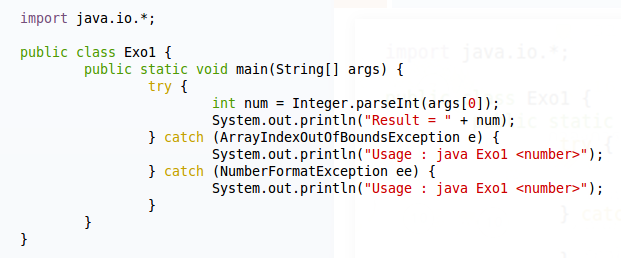 import java.io.*;
public class Exo1 {
public static void main(String[] args) {
try {
int num = Integer.parseInt(args[0]);
System.out.println("Result = " + num);
} catch (ArrayIndexOutOfBoundsException e) {
System.out.println("Usage : java Exo1 <number>");
} catch (NumberFormatException ee) {
System.out.println("Usage : java Exo1 <number>");
}
}
}